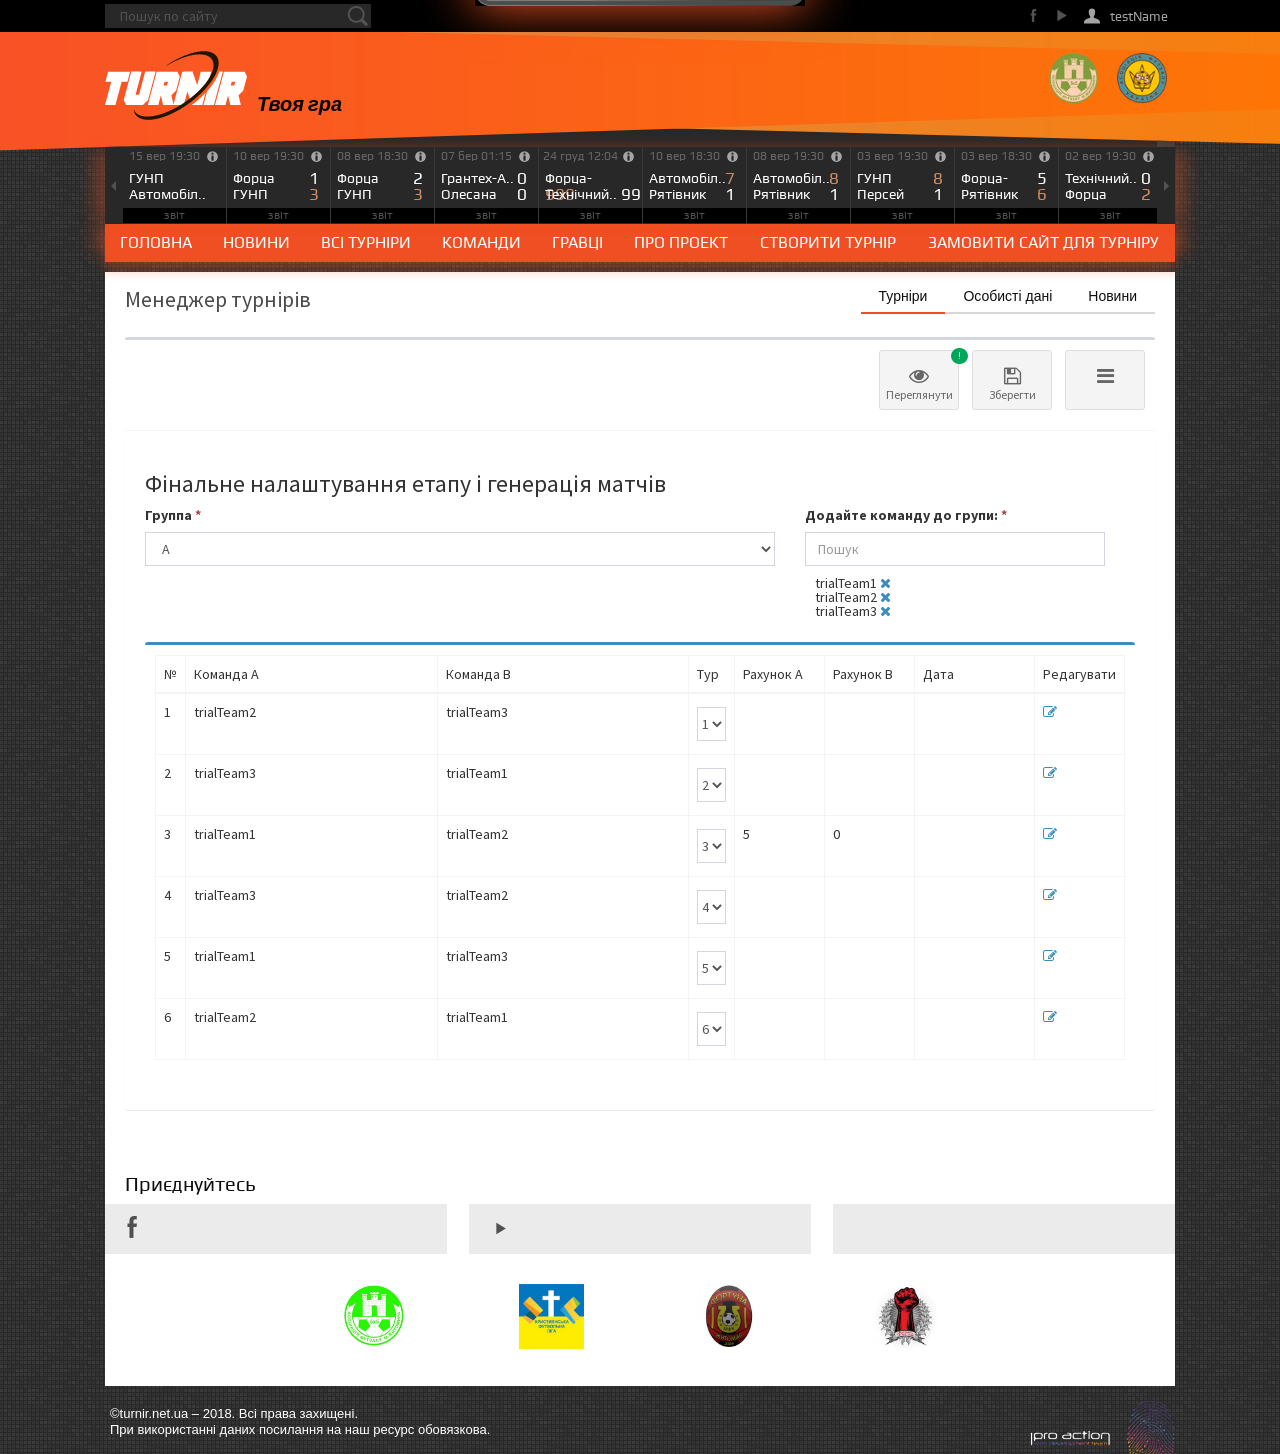 Пошук по сайту
testName
TURNIR Твоя гра
15 вер 19:30 10 вер 19:30 08 вер 18:30 07 бер 01:15 24 груд 12:04 10 вер 18:30 08 вер 19:30 03 вер 19:30 03 вер 18:30 02 вер 19:30
ГУНП Форца 1 Форца 2 Грантех-А.. 0 Форца- 999 Автомобіл.. 7 Автомобіл.. 8 ГУНП 8 Форца- 5 Технічний.. 0
Автомобіл.. ГУНП 3 ГУНП 3 Олесана 0 Технічний.. 99 Рятівник 1 Рятівник 1 Персей 1 Рятівник 6 Форца 2
ЗВІТ ЗВІТ ЗВІТ ЗВІТ ЗВІТ ЗВІТ ЗВІТ ЗВІТ ЗВІТ ЗВІТ
ГОЛОВНА НОВИНИ ВСІ ТУРНІРИ КОМАНДИ ГРАВЦІ ПРО ПРОЕКТ СТВОРИТИ ТУРНІР ЗАМОВИТИ САЙТ ДЛЯ ТУРНІРУ
Менеджер турнірів
Турніри Особисті дані Новини
!
Переглянути Зберегти
Фінальне налаштування етапу і генерація матчів
Группа *
A
Додайте команду до групи: *
Пошук
trialTeam1
trialTeam2
trialTeam3
№ Команда А Команда В Тур Рахунок А Рахунок В Дата Редагувати
1 trialTeam2 trialTeam3 1
2 trialTeam3 trialTeam1 2
3 trialTeam1 trialTeam2 3 5 0
4 trialTeam3 trialTeam2 4
5 trialTeam1 trialTeam3 5
6 trialTeam2 trialTeam1 6
Приєднуйтесь
©turnir.net.ua – 2018. Всі права захищені.
При використанні даних посилання на наш ресурс обовязкова.
pro action